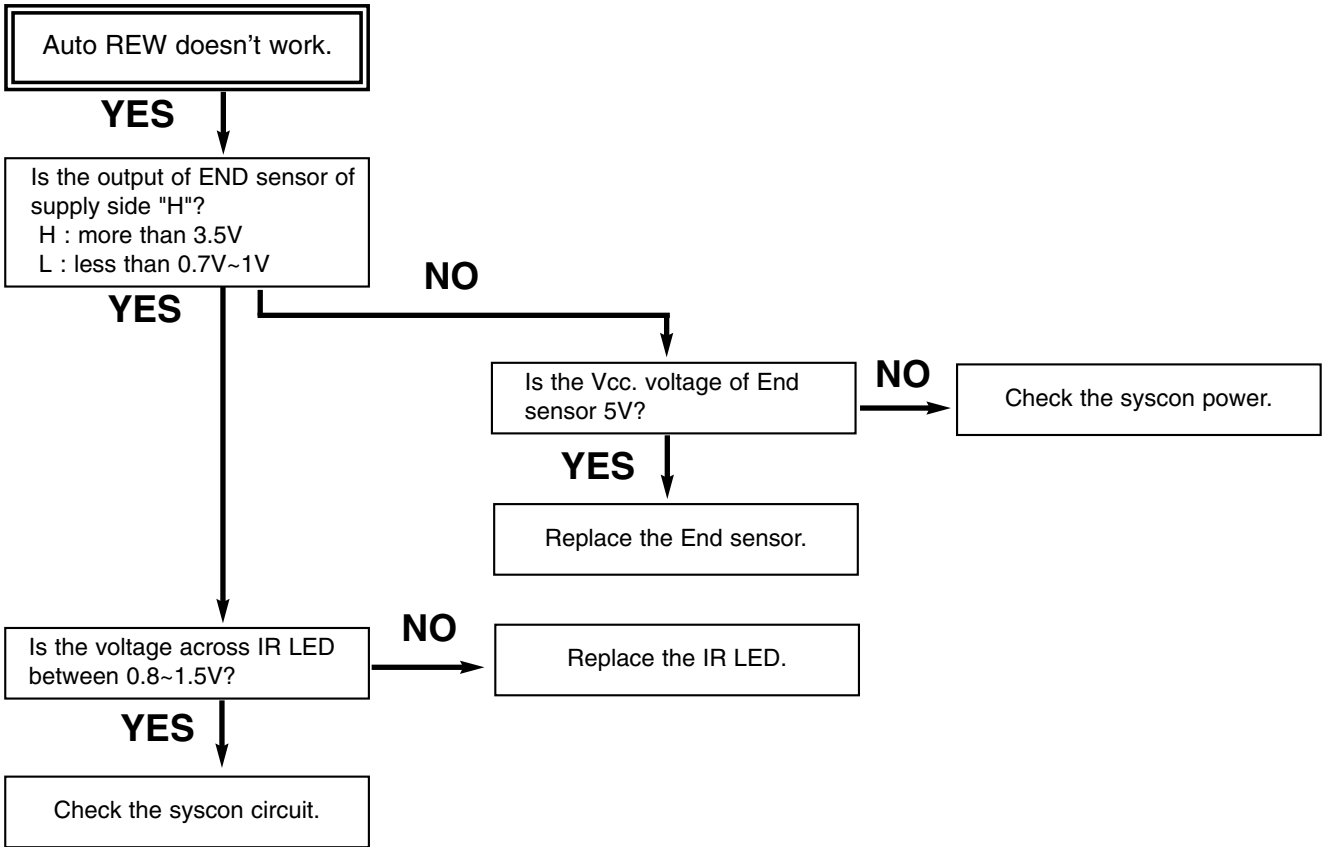 Auto REW doesn't work.
YES
Is the output of END sensor of
supply side "H"?
H : more than 3.5V
L : less than 0.7V~1V
YES
NO
Is the Vcc. voltage of End
sensor 5V?
NO
Check the syscon power.
YES
Replace the End sensor.
Is the voltage across IR LED
between 0.8~1.5V?
NO
Replace the IR LED.
YES
Check the syscon circuit.